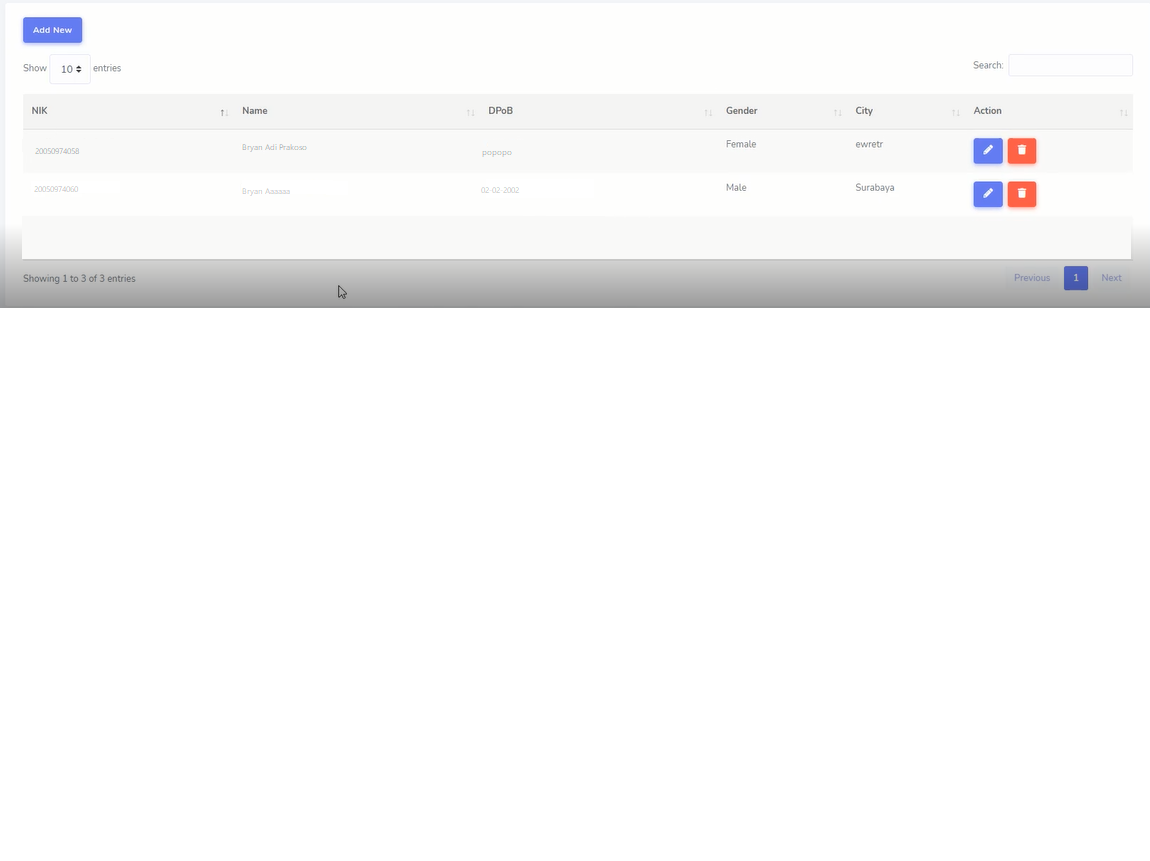 Add New
Show 10 entries
Search:
NIK Name DPoB Gender City Action
20050974058 Bryan Adi Prakoso popopo Female ewretr
20050974060 Bryan Aaaaaa 02-02-2002 Male Surabaya
Showing 1 to 3 of 3 entries
Previous 1 Next